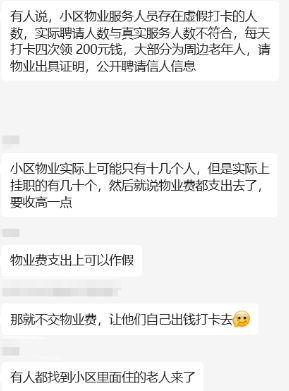 有人说，小区物业服务人员存在虚假打卡的人
数，实际聘请人数与真实服务人数不符合，每天
打卡四次领 200元钱，大部分为周边老年人，请
物业出具证明，公开聘请信人信息
小区物业实际上可能只有十几个人，但是实际上
挂职的有几十个，然后就说物业费都支出去了，
要收高一点
物业费支出上可以作假
那就不交物业费，让他们自己出钱打卡去
有人都找到小区里面住的老人来了